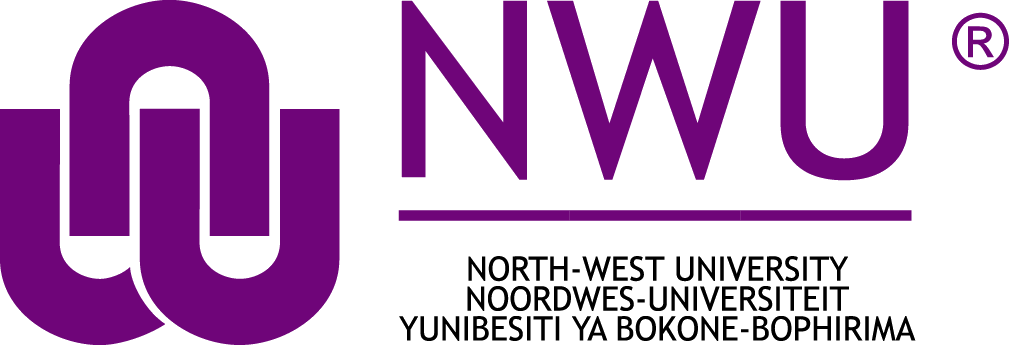 NWU®
NORTH-WEST UNIVERSITY
NOORDWES-UNIVERSITEIT
YUNIBESITI YA BOKONE-BOPHIRIMA